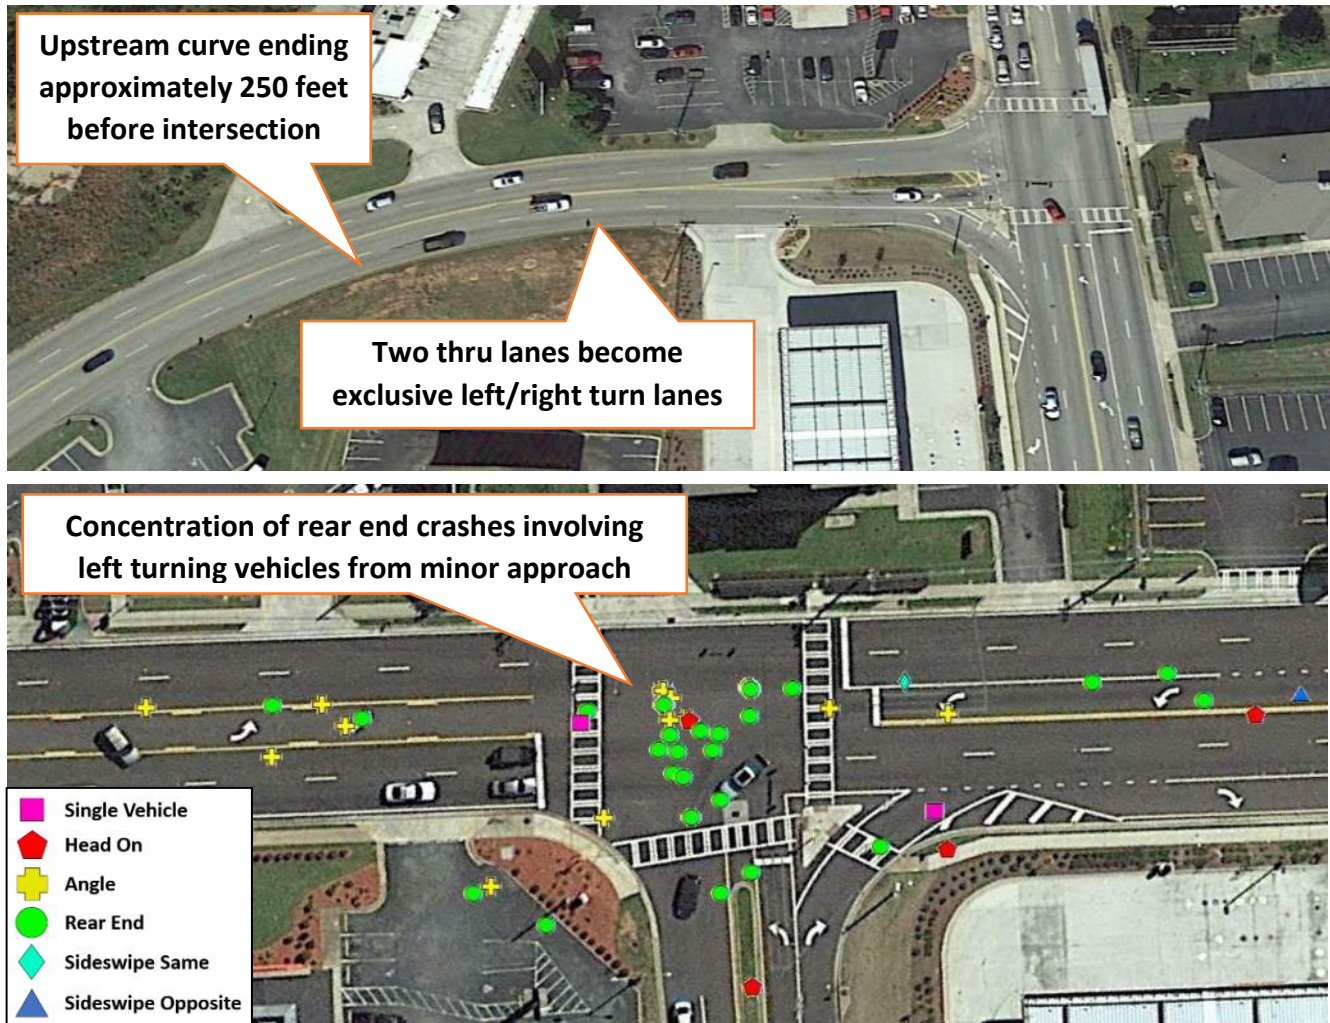 Upstream curve ending
approximately 250 feet
before intersection
Two thru lanes become
exclusive left/right turn lanes
Concentration of rear end crashes involving
left turning vehicles from minor approach
Single Vehicle
Head On
Angle
Rear End
Sideswipe Same
Sideswipe Opposite